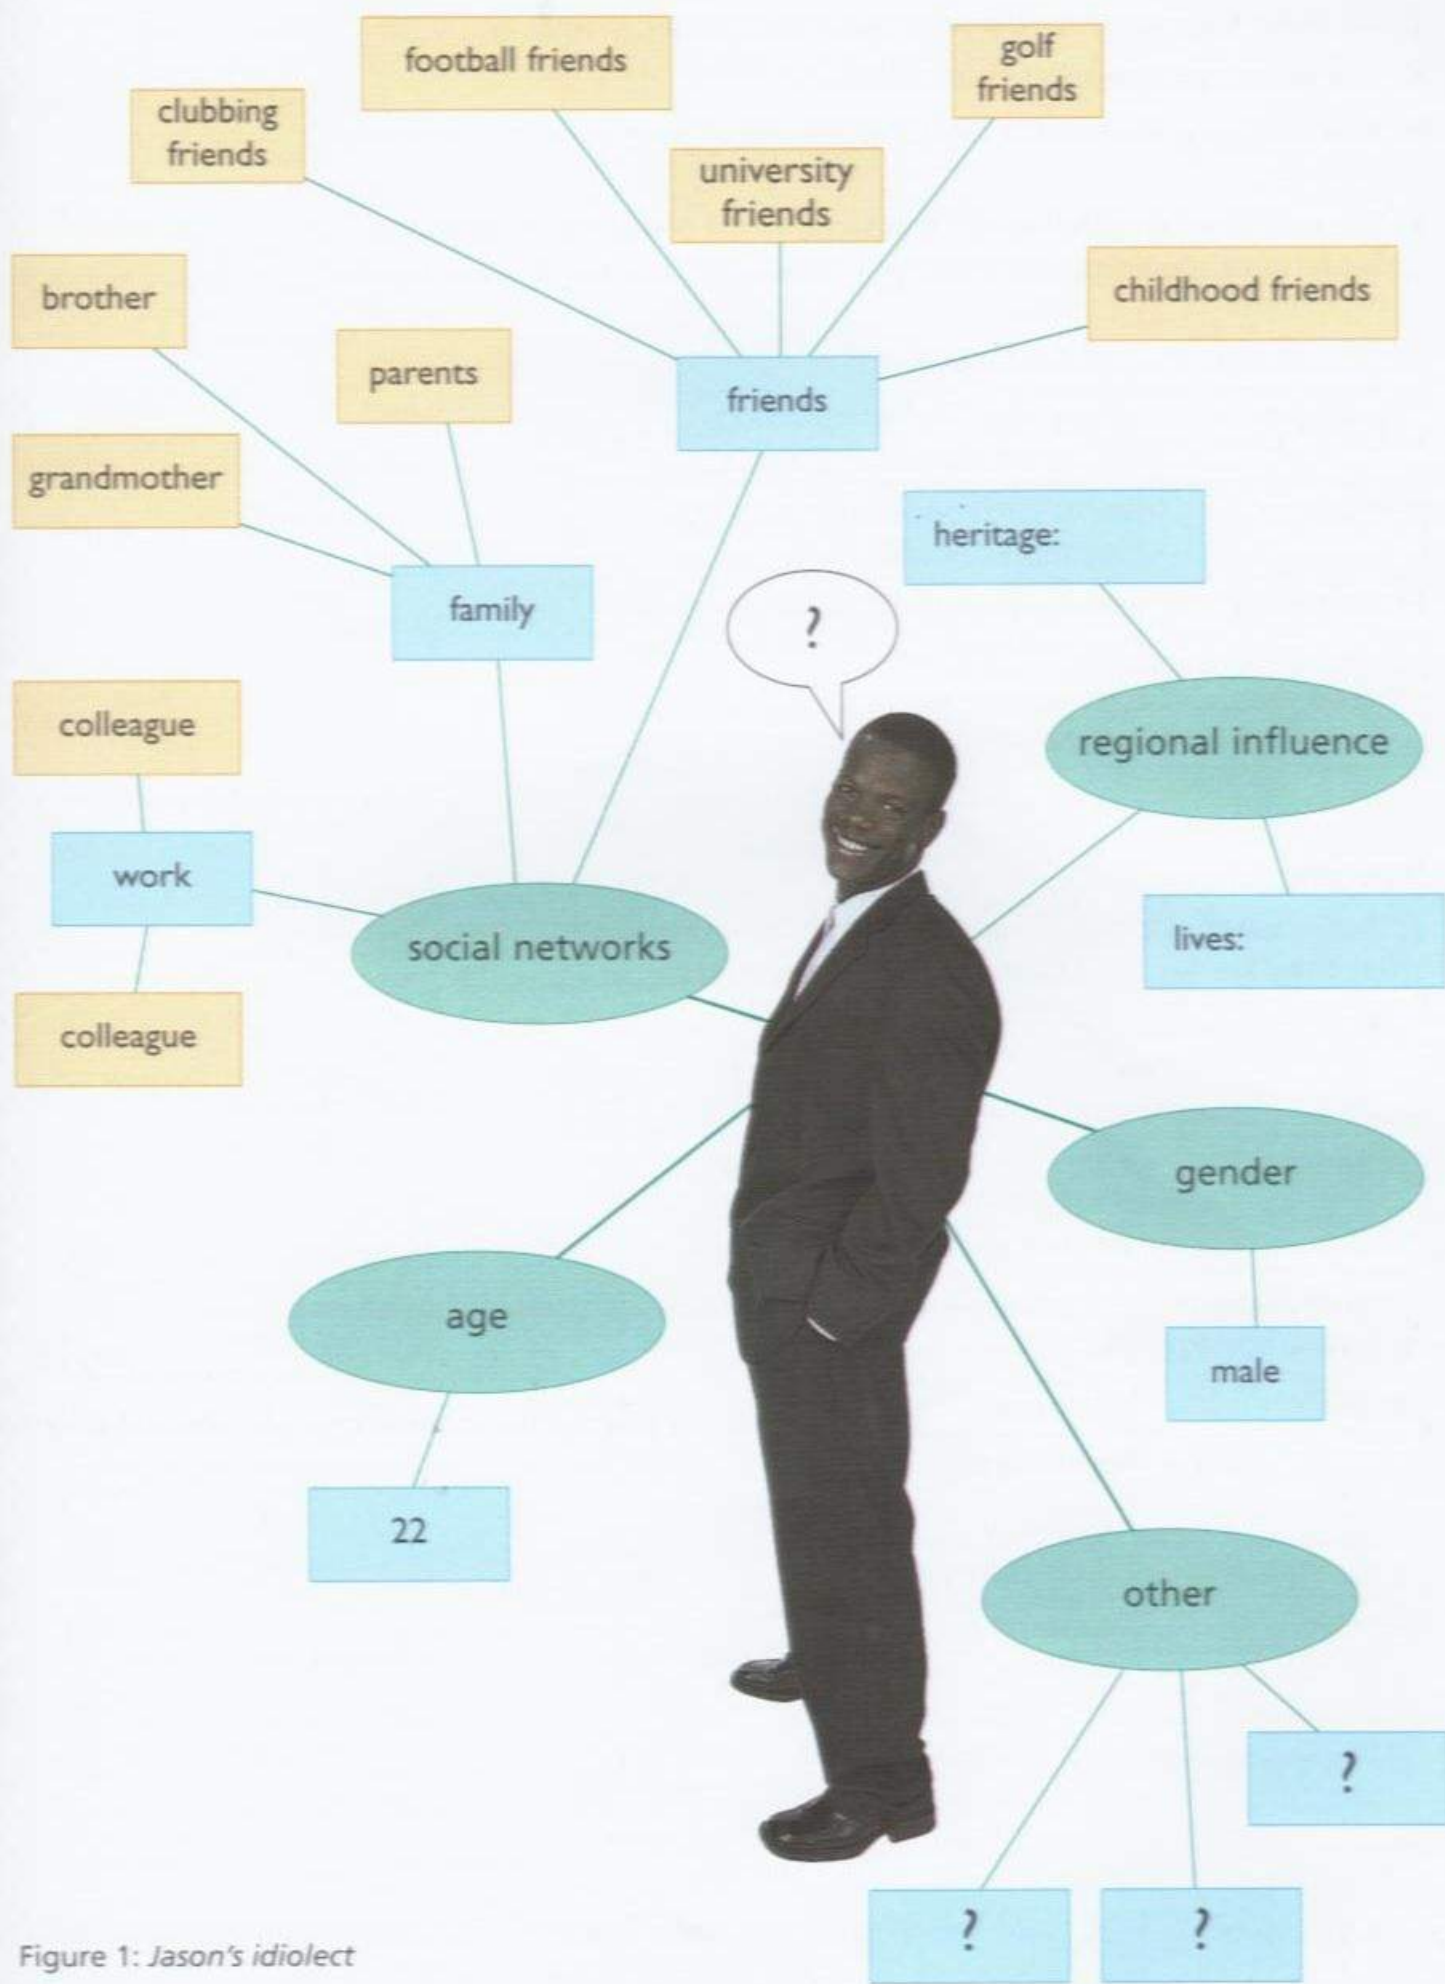 football friends
golf
friends
clubbing
friends
university
friends
brother
childhood friends
parents
friends
grandmother
heritage:
family
?
colleague
regional influence
work
lives:
social networks
colleague
gender
age
male
22
other
?
?
?
Figure 1: Jason's idiolect